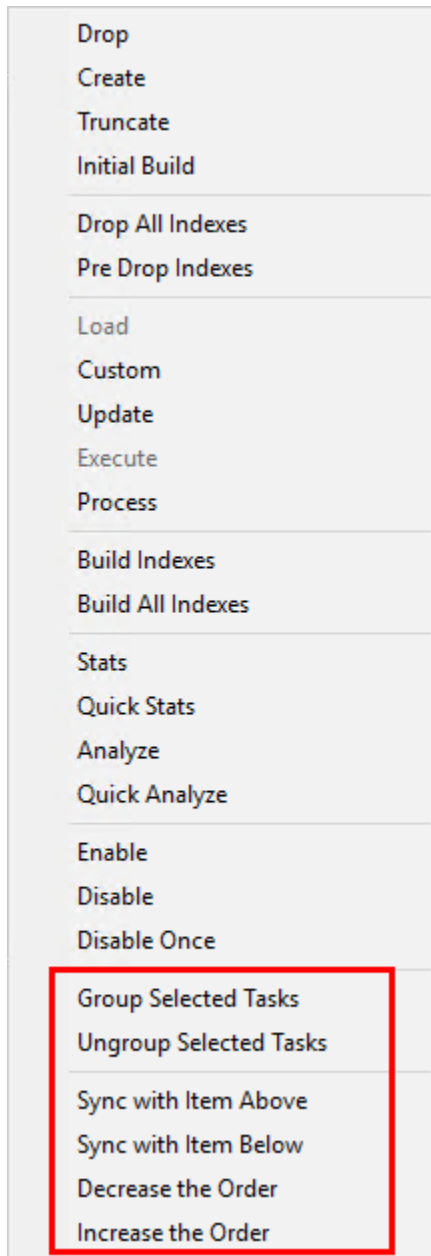 Drop
Create
Truncate
Initial Build
Drop All Indexes
Pre Drop Indexes
Load
Custom
Update
Execute
Process
Build Indexes
Build All Indexes
Stats
Quick Stats
Analyze
Quick Analyze
Enable
Disable
Disable Once
Group Selected Tasks
Ungroup Selected Tasks
Sync with Item Above
Sync with Item Below
Decrease the Order
Increase the Order